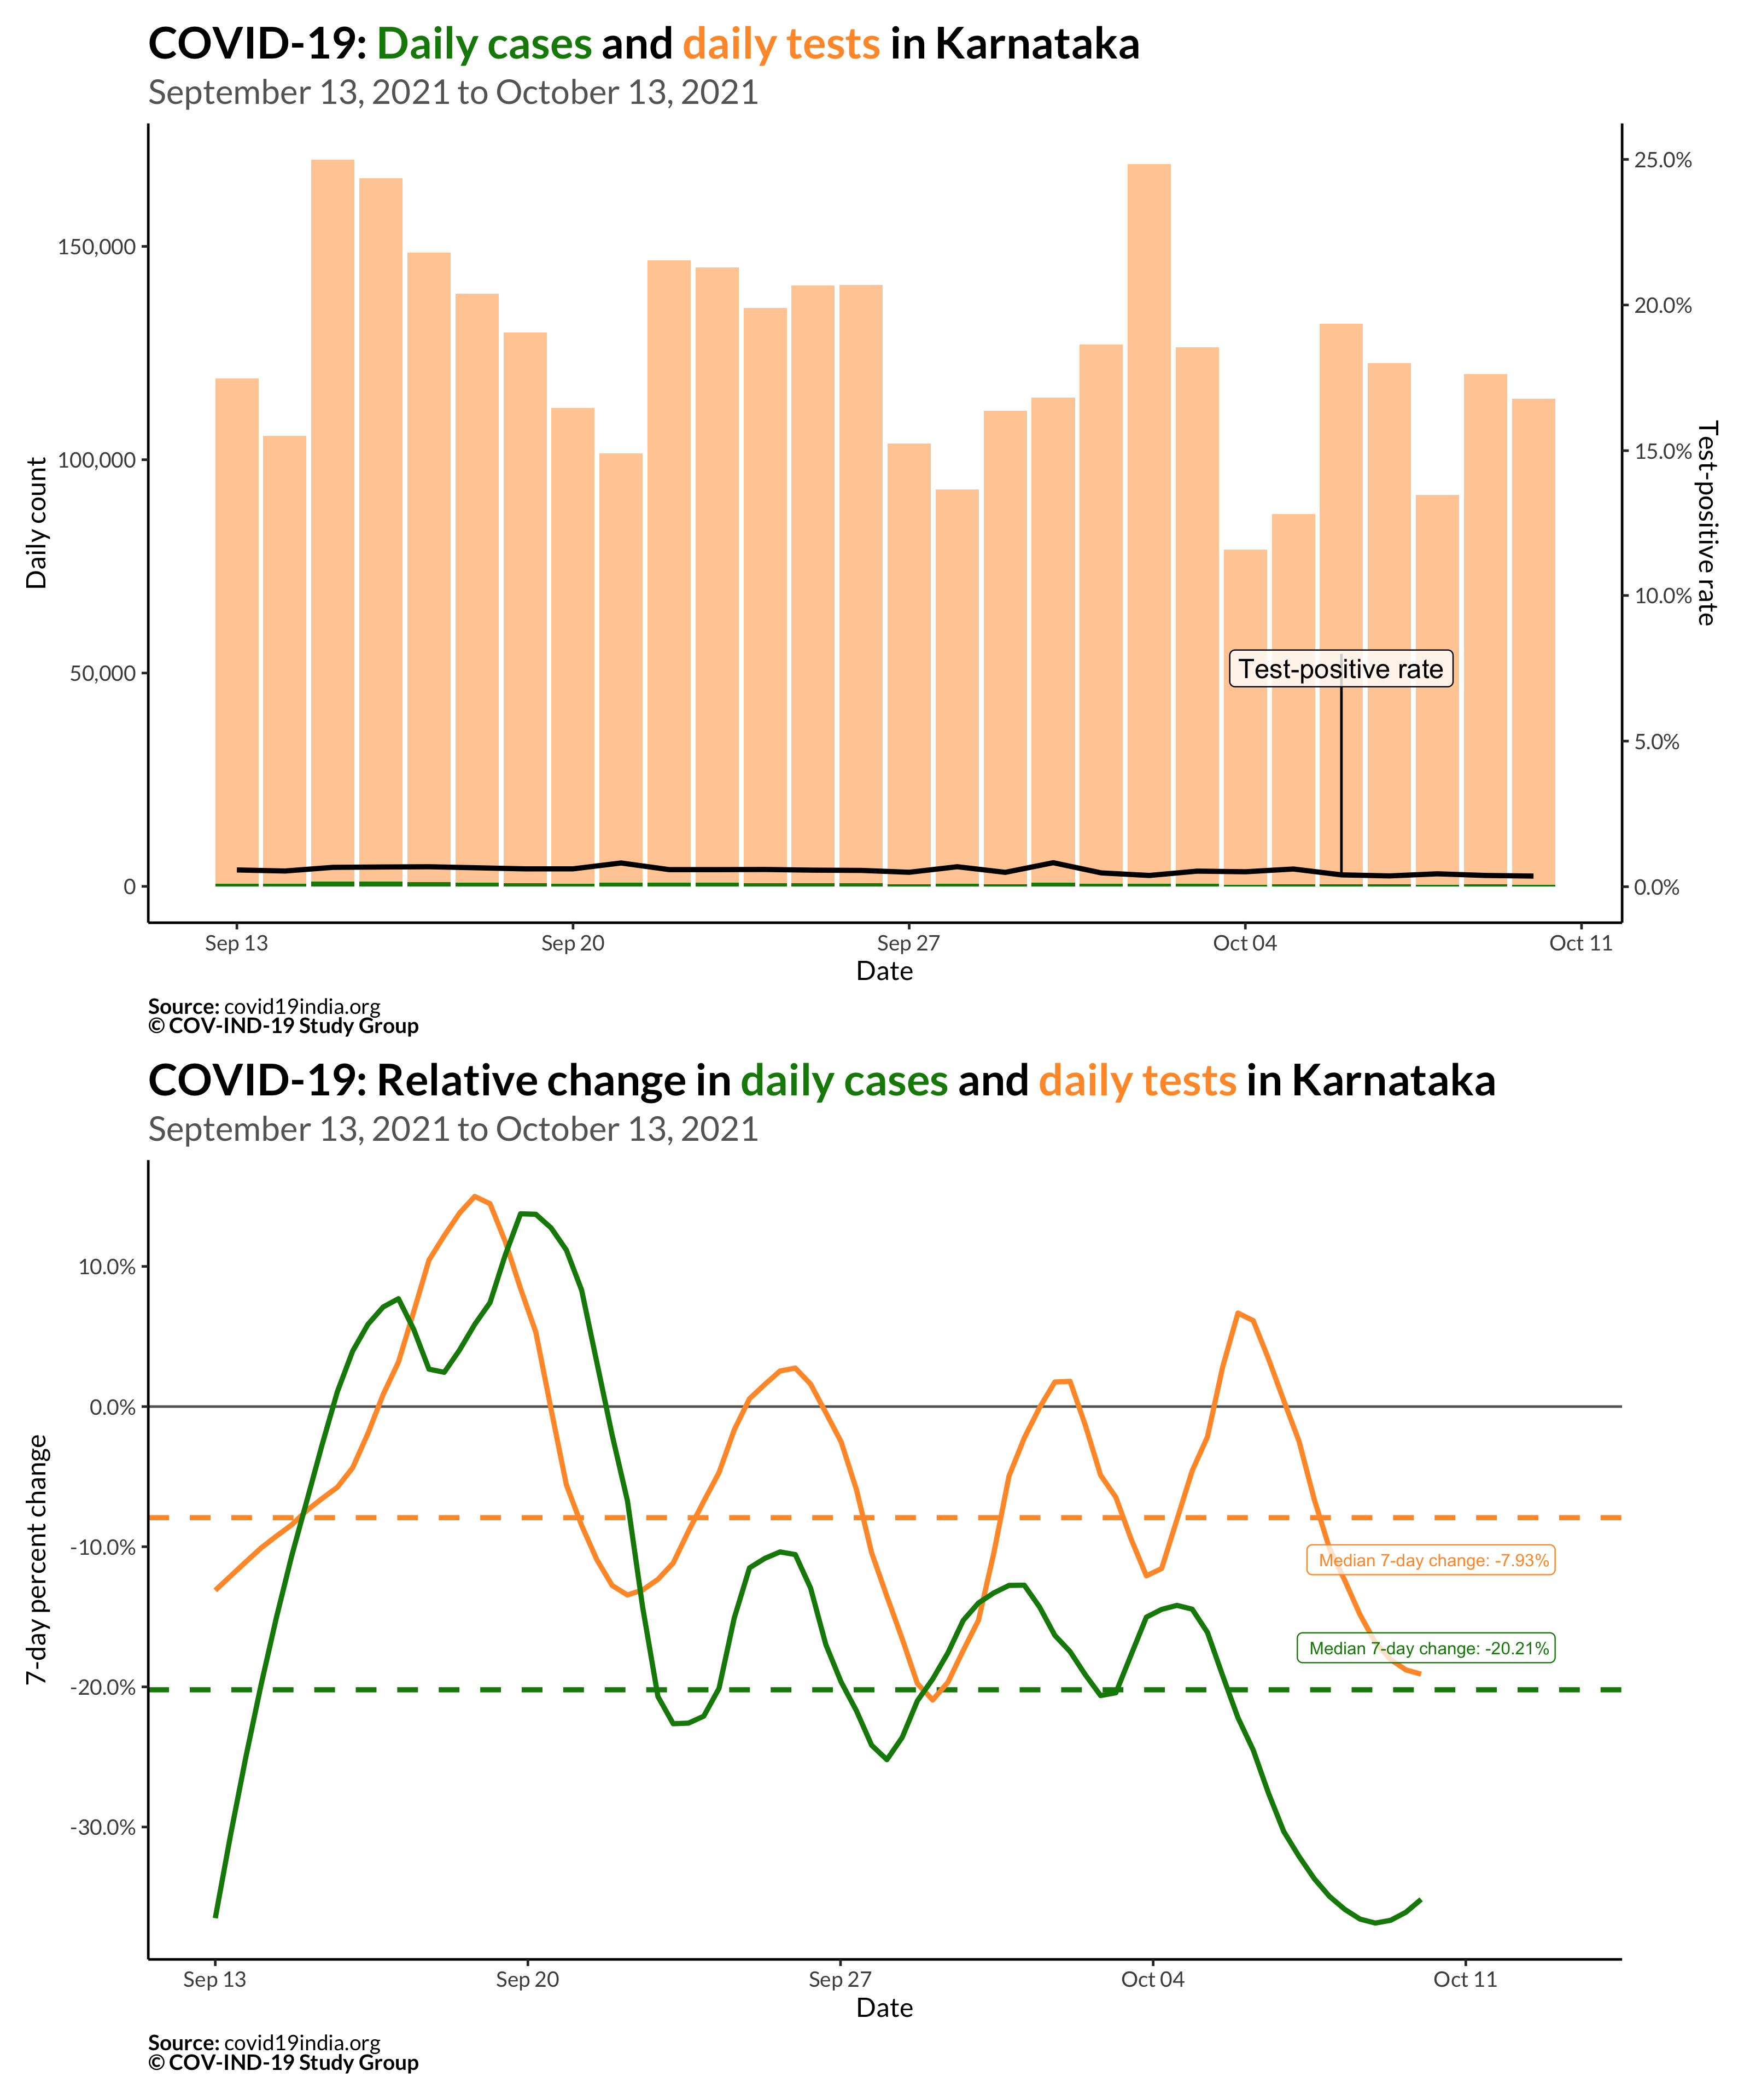 COVID-19: Daily cases and daily tests in Karnataka
September 13, 2021 to October 13, 2021
Daily count
150,000
100,000
50,000
0
25.0%
20.0%
15.0%
10.0%
5.0%
0.0%
Test-positive rate
Test-positive rate
Sep 13
Sep 20
Sep 27
Oct 04
Oct 11
Date
Source: covid19india.org
© COV-IND-19 Study Group
COVID-19: Relative change in daily cases and daily tests in Karnataka
September 13, 2021 to October 13, 2021
7-day percent change
10.0%
0.0%
-10.0%
-20.0%
-30.0%
Median 7-day change: -7.93%
Median 7-day change: -20.21%
Sep 13
Sep 20
Sep 27
Oct 04
Oct 11
Date
Source: covid19india.org
© COV-IND-19 Study Group